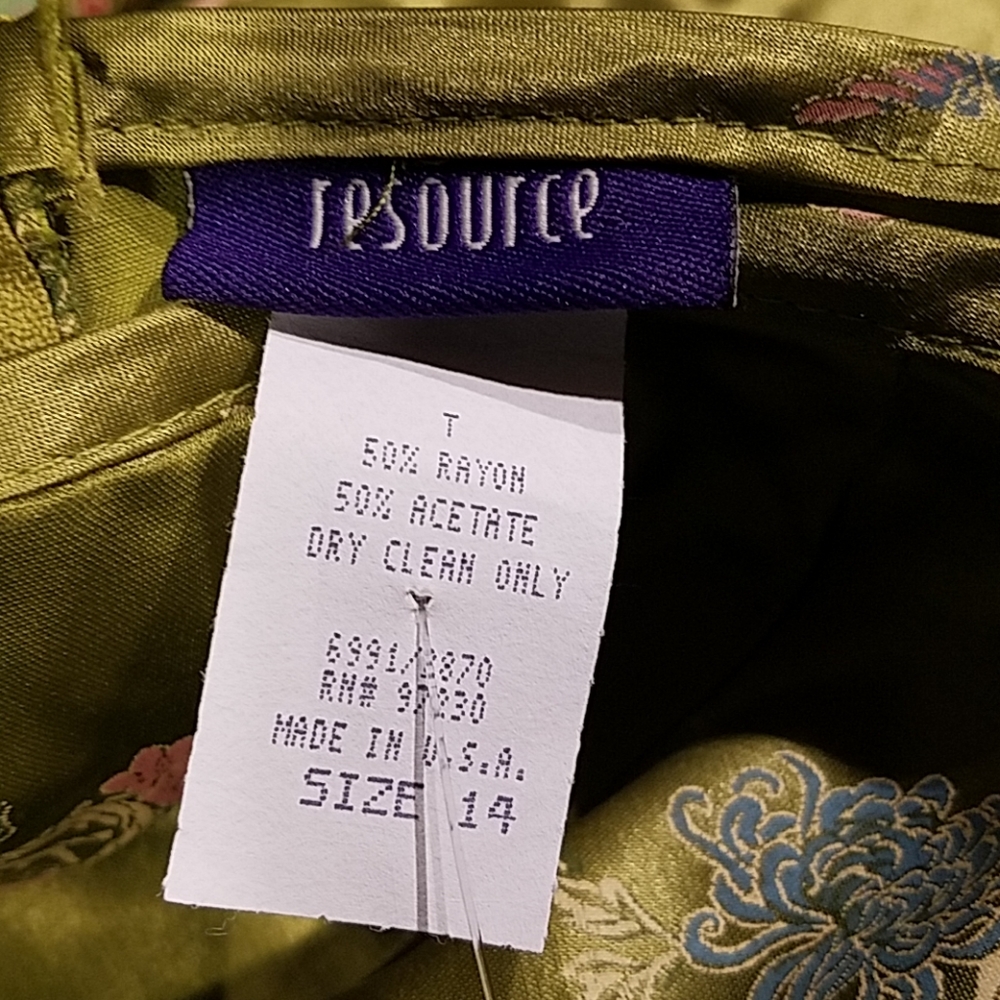 resource
T
50% RAYON
50% ACETATE
DRY CLEAN ONLY
RN#
MADE IN U.S.A.
SIZE 14